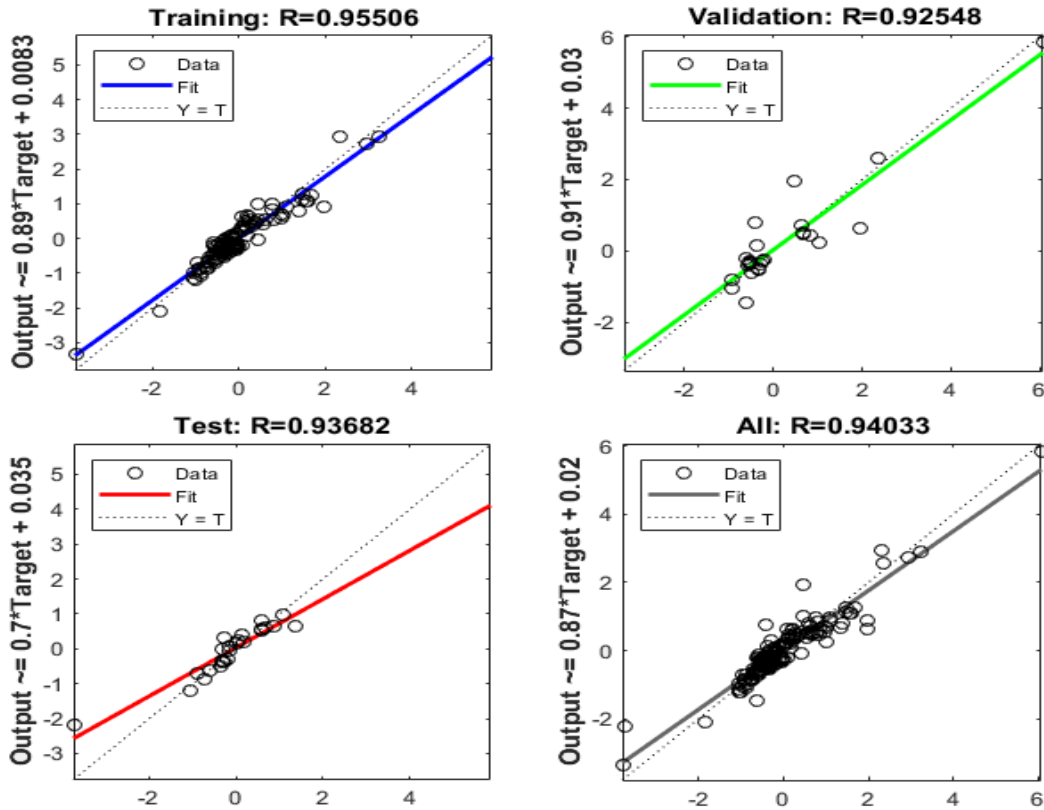 Training: R=0.95506
Output ~= 0.89*Target + 0.0083
5
4
3
2
1
0
-1
-2
-3
Data
Fit
Y = T
-2
0
2
4
Validation: R=0.92548
Output ~= 0.91*Target + 0.03
6
4
2
0
-2
Data
Fit
Y = T
-2
0
2
4
6
Test: R=0.93682
Output ~= 0.7*Target + 0.035
5
4
3
2
1
0
-1
-2
-3
Data
Fit
Y = T
-2
0
2
4
All: R=0.94033
Output ~= 0.87*Target + 0.02
6
4
2
0
-2
Data
Fit
Y = T
-2
0
2
4
6